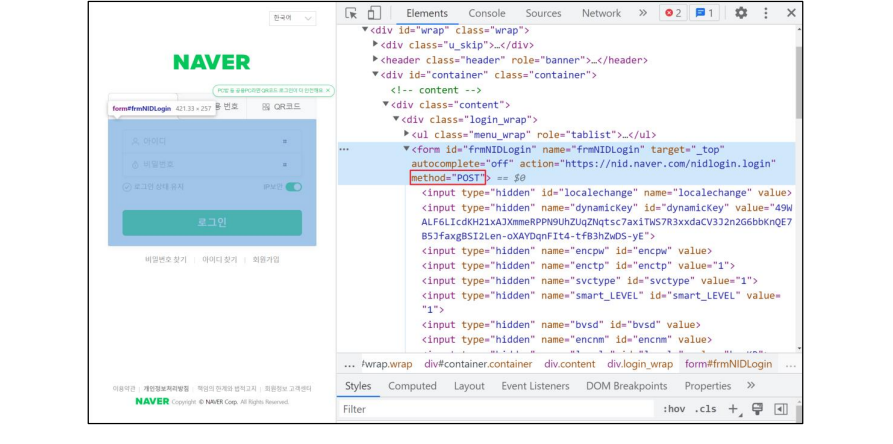 한국어
NAVER
PC방 등 공용PC라면 QR코드 로그인이 더 안전해요. ×
form#frmNIDLogin 421.33 × 257
용 번호
QR코드
아이디
비밀번호
로그인 상태 유지
IP보안
로그인
비밀번호 찾기 | 아이디 찾기 | 회원가입
이용약관 | 개인정보처리방침 | 책임의 한계와 법적고지 | 회원정보 고객센터
NAVER Copyright © NAVER Corp. All Rights Reserved.
Elements Console Sources Network » 2 1
▼<div id="wrap" class="wrap">
▶<div class="u_skip">…</div>
▶<header class="header" role="banner">…</header>
▼<div id="container" class="container">
<!-- content -->
▼<div class="content">
▼<div class="login_wrap">
▶<ul class="menu_wrap" role="tablist">…</ul>
… ▼<form id="frmNIDLogin" name="frmNIDLogin" target="_top"
autocomplete="off" action="https://nid.naver.com/nidlogin.login"
method="POST"> == $0
<input type="hidden" id="localechange" name="localechange" value>
<input type="hidden" name="dynamicKey" id="dynamicKey" value="49W
ALF6LIcdKH21xAJXmmeRPPN9UhZUqZNqtsc7axiTWS7R3xxdaCV3J2n2G6bbKnQE7
B5JfaxgBSI2Len-oXAYDqnFIt4-tfB3hZwDS-yE">
<input type="hidden" name="encpw" id="encpw" value>
<input type="hidden" name="enctp" id="enctp" value="1">
<input type="hidden" name="svctype" id="svctype" value="1">
<input type="hidden" name="smart_LEVEL" id="smart_LEVEL" value=
"1">
<input type="hidden" name="bvsd" id="bvsd" value>
<input type="hidden" name="encnm" id="encnm" value>
… #wrap.wrap div#container.container div.content div.login_wrap form#frmNIDLogin …
Styles Computed Layout Event Listeners DOM Breakpoints Properties »
Filter :hov .cls +